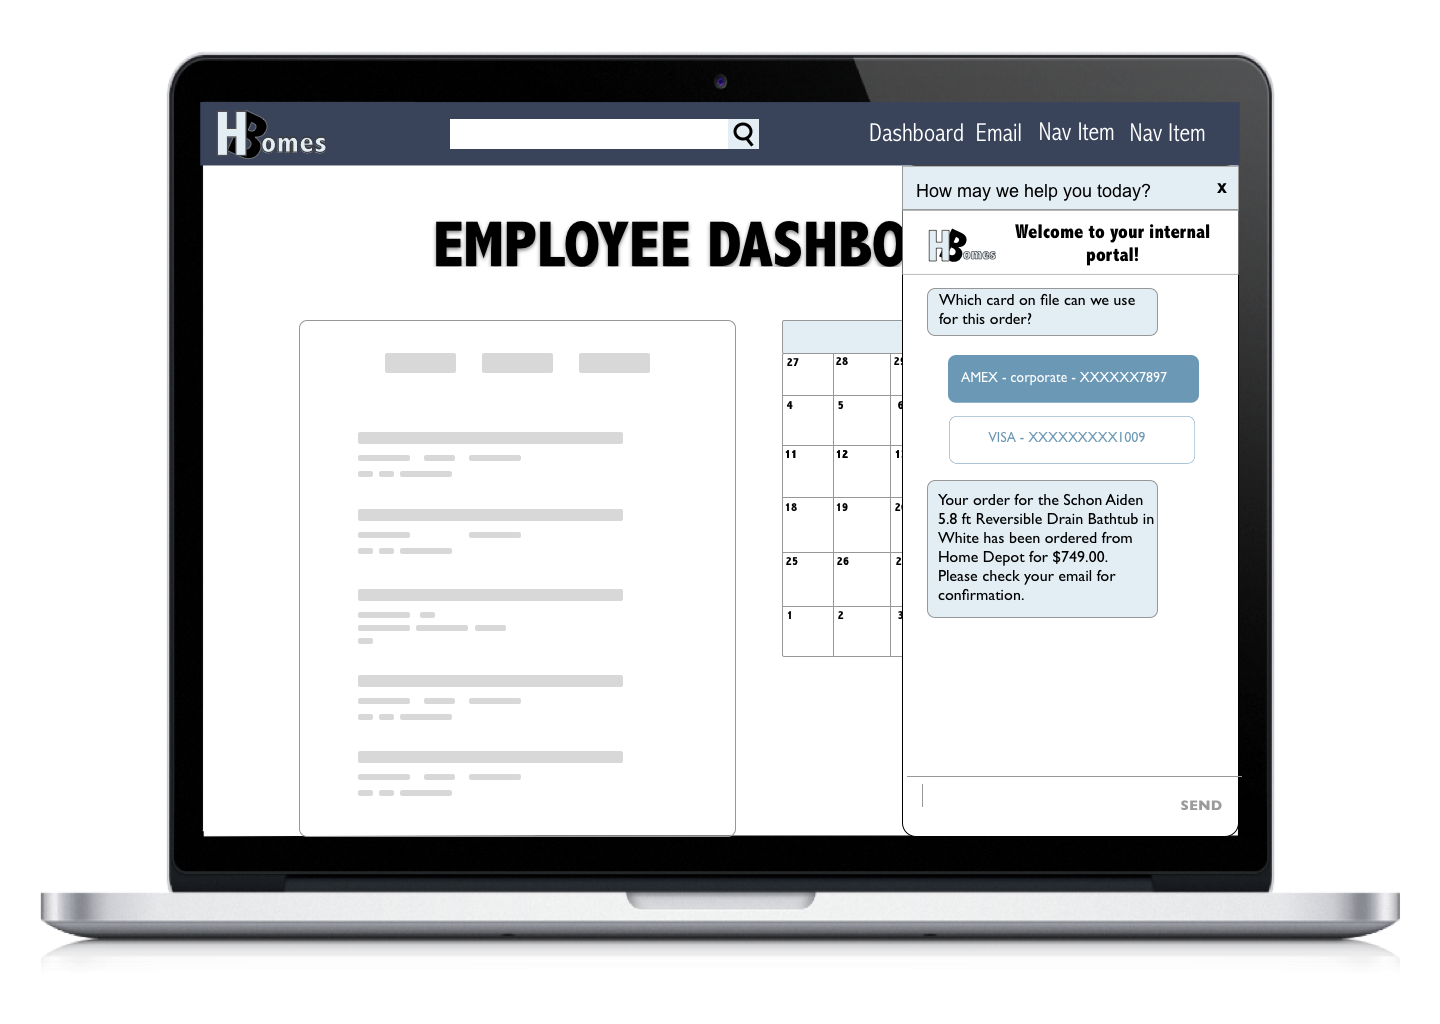 HBomes
Dashboard Email Nav Item Nav Item
EMPLOYEE DASHBO
27 28 29
4 5 6
11 12 13
18 19 20
25 26 2
1 2 3
How may we help you today? x
HBomes
Welcome to your internal
portal!
Which card on file can we use
for this order?
AMEX - corporate - XXXXXX7897
VISA - XXXXXXXXX1009
Your order for the Schon Aiden
5.8 ft Reversible Drain Bathtub in
White has been ordered from
Home Depot for $749.00.
Please check your email for
confirmation.
SEND